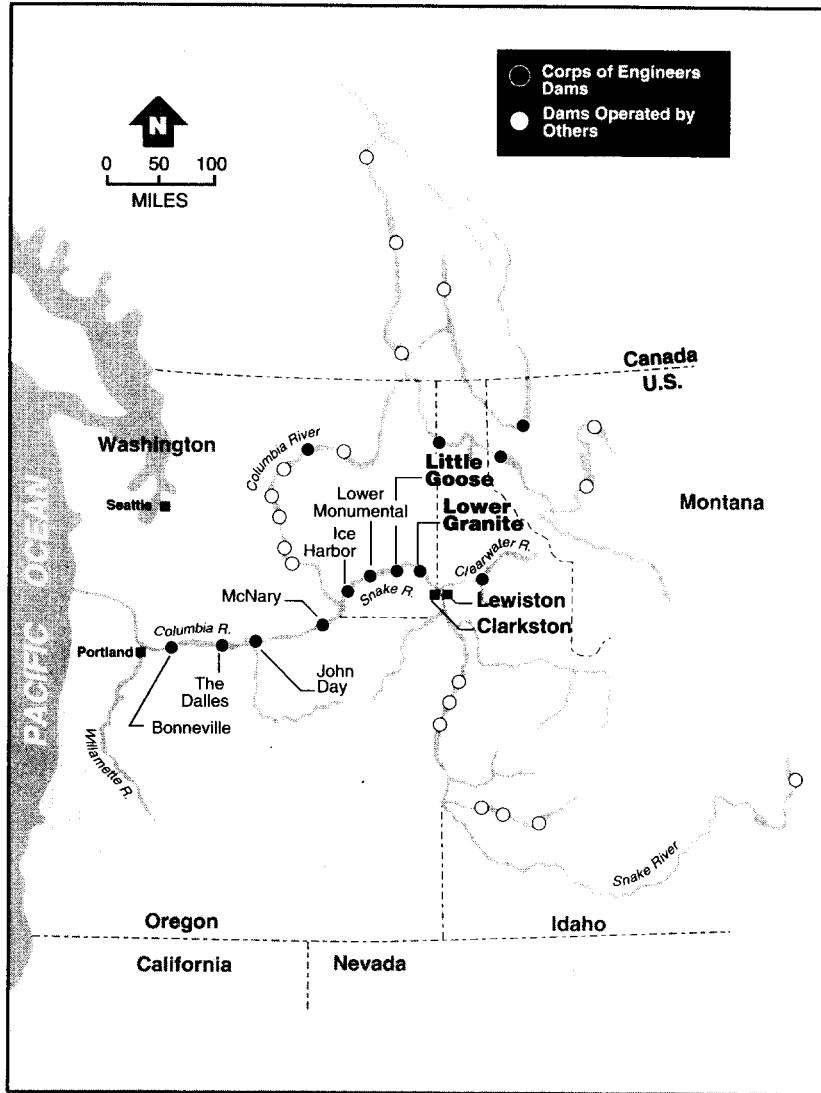 Corps of Engineers
Dams
Dams Operated by
Others
N
0 50 100
MILES
Canada
U.S.
Washington
Columbia River
Little
Goose
Lower
Monumental
Lower
Granite
Montana
Seattle
Ice
Harbor
Clearwater R.
Snake R.
McNary
Lewiston
Clarkston
Columbia R.
Portland
The
Dalles
John
Day
Bonneville
PACIFIC OCEAN
Willamette R.
Snake River
Oregon
Idaho
California
Nevada